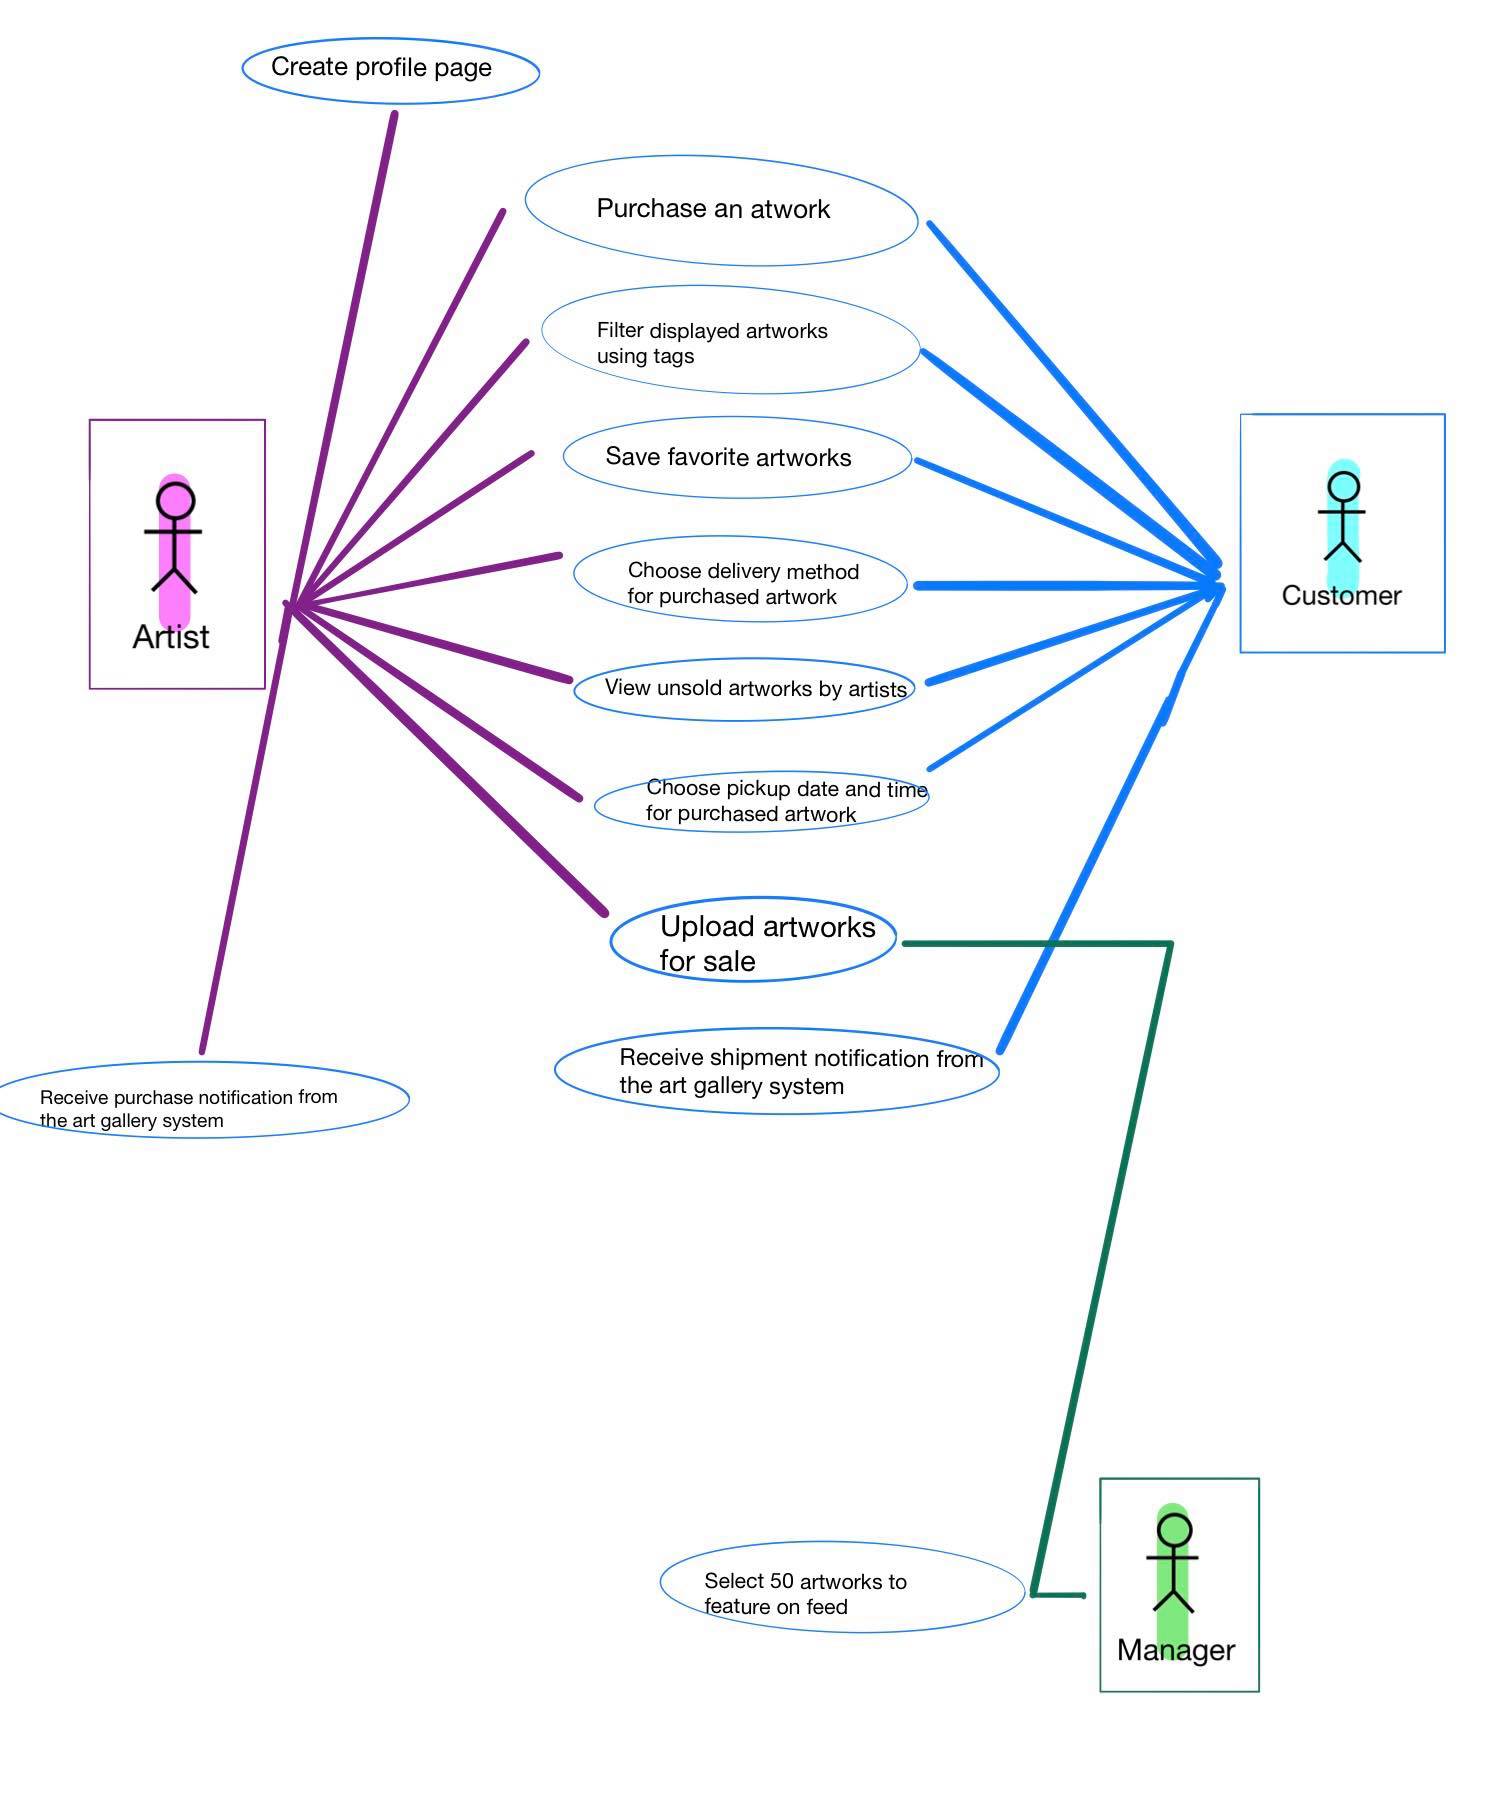 Create profile page
Purchase an atwork
Filter displayed artworks
using tags
Save favorite artworks
Choose delivery method
for purchased artwork
Customer
Artist
View unsold artworks by artists
Choose pickup date and time
for purchased artwork
Upload artworks
for sale
Receive shipment notification from
the art gallery system
Receive purchase notification from
the art gallery system
Select 50 artworks to
feature on feed
Manager